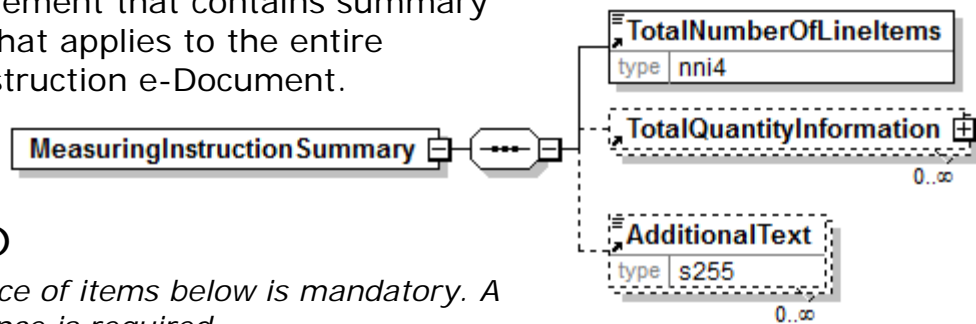 ement that contains summary
hat applies to the entire
struction e-Document.
TotalNumberOfLineItems
type nni4
MeasuringInstructionSummary
TotalQuantityInformation
0..∞
AdditionalText
type s255
0..∞
ce of items below is mandatory. A